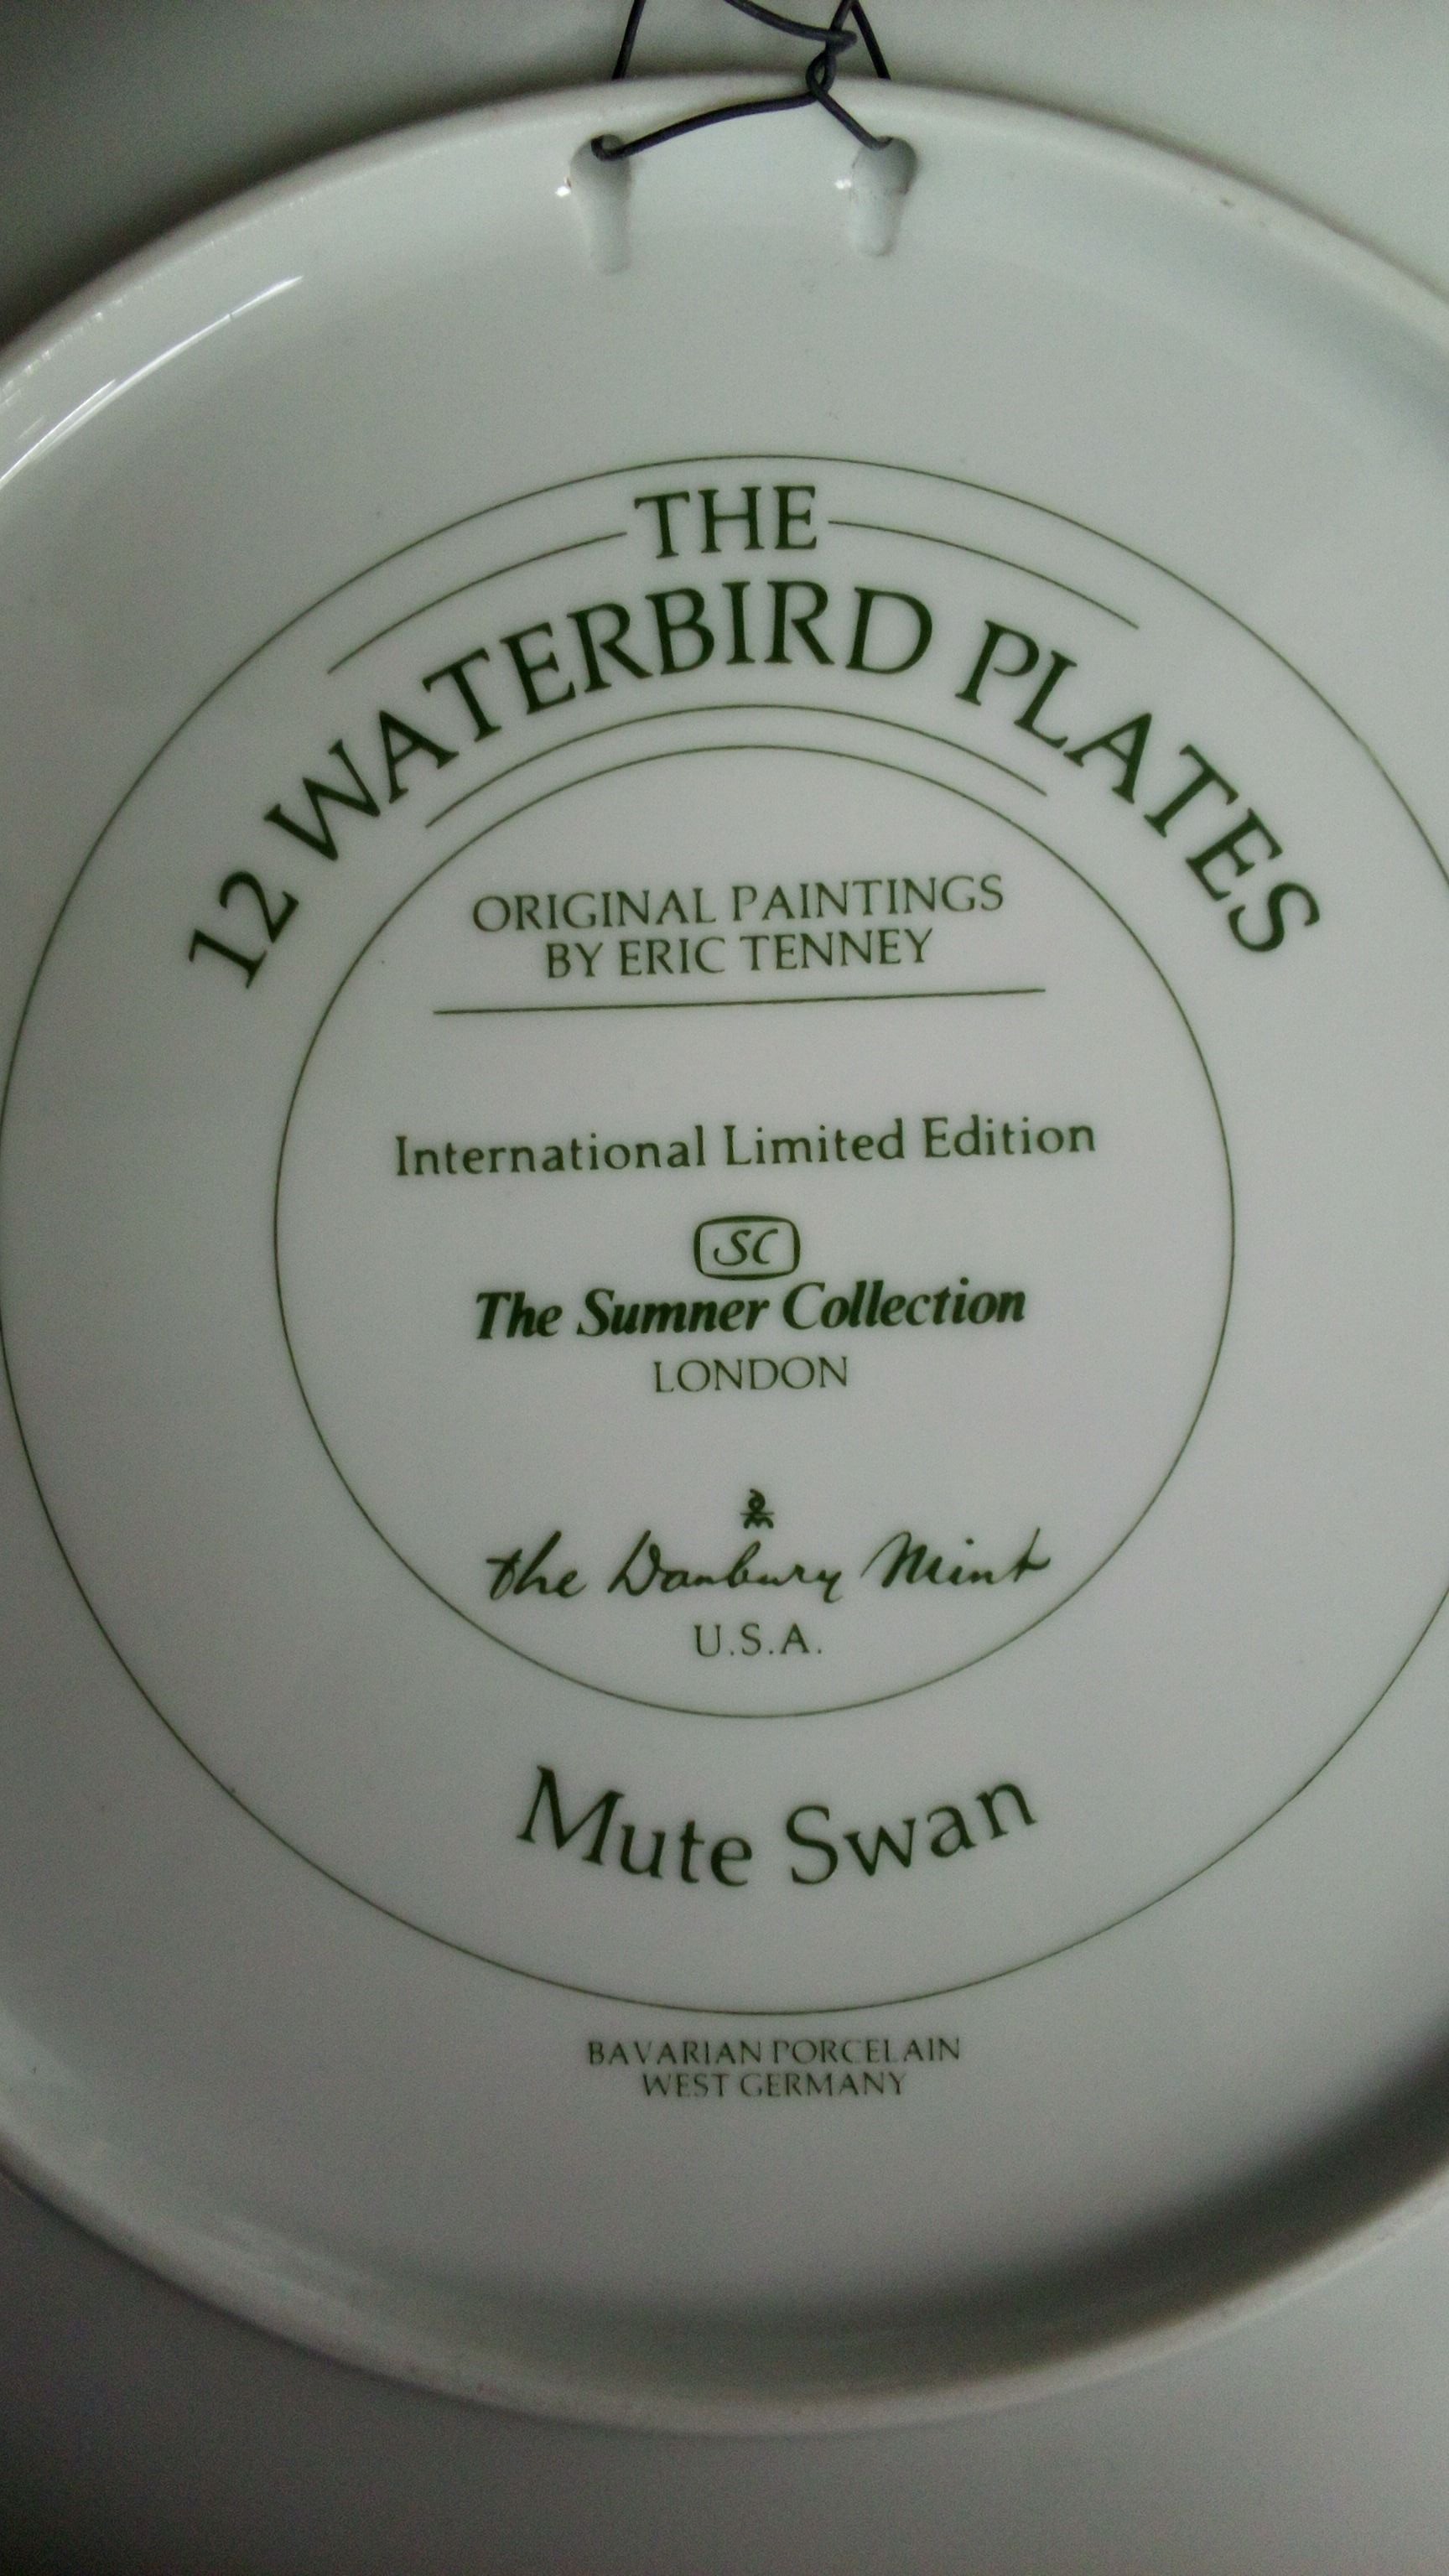 THE
12 WATERBIRD PLATES
ORIGINAL PAINTINGS
BY ERIC TENNEY
International Limited Edition
SC
The Sumner Collection
LONDON
the Danbury Mint
U.S.A.
Mute Swan
BAVARIAN PORCELAIN
WEST GERMANY